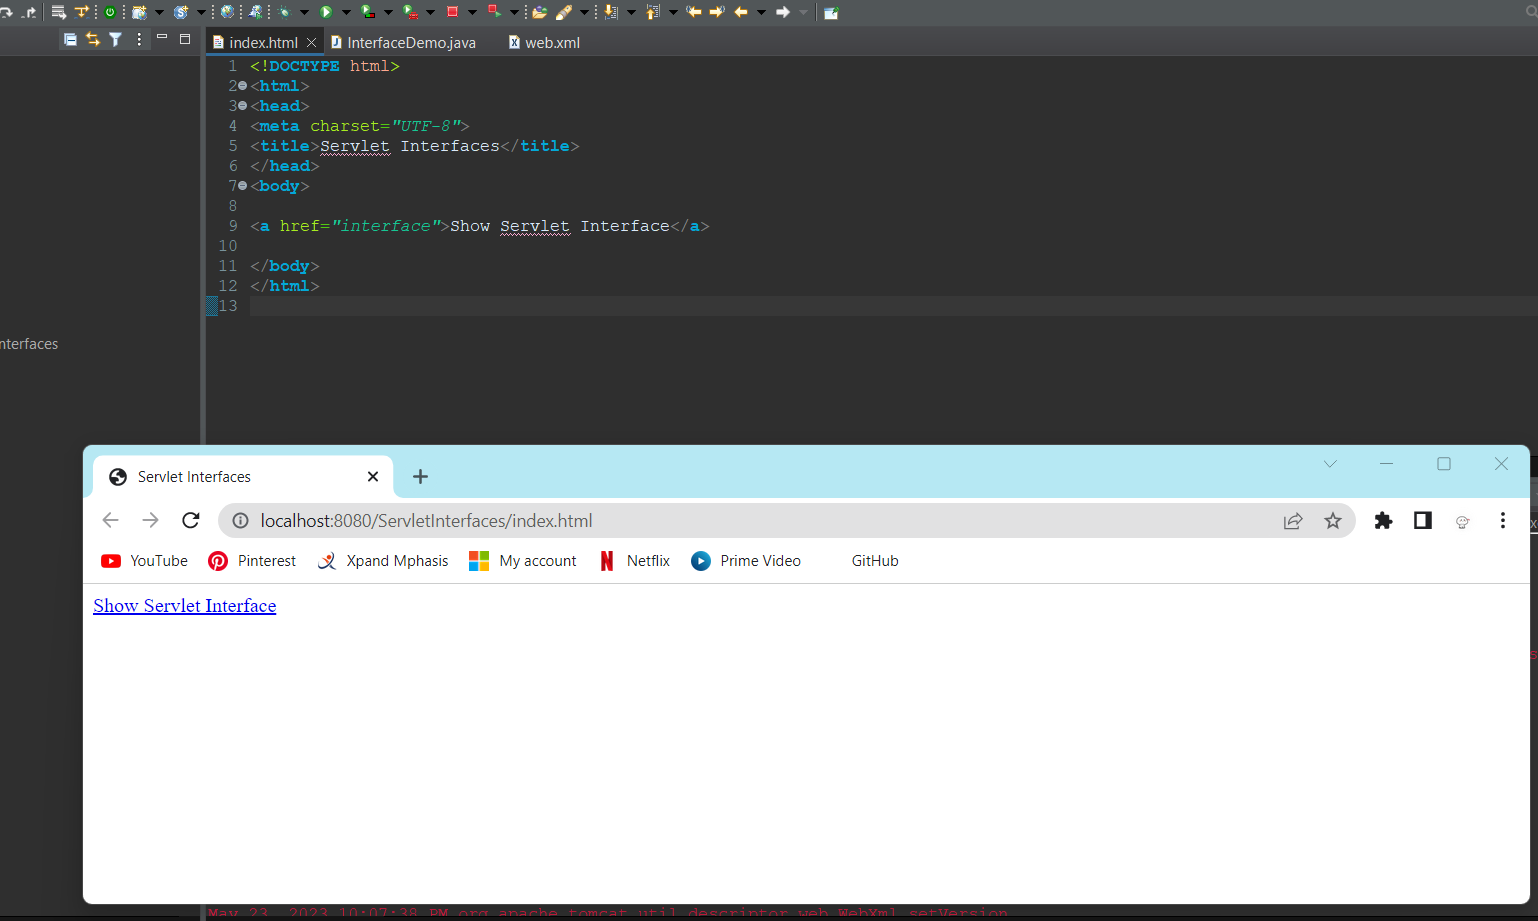 index.html InterfaceDemo.java web.xml
1 <!DOCTYPE html>
2 <html>
3 <head>
4 <meta charset="UTF-8">
5 <title>Servlet Interfaces</title>
6 </head>
7 <body>
8
9 <a href="interface">Show Servlet Interface</a>
10
11 </body>
12 </html>
13
nterfaces
Servlet Interfaces
localhost:8080/ServletInterfaces/index.html
YouTube Pinterest Xpand Mphasis My account Netflix Prime Video GitHub
Show Servlet Interface
May 23, 2023 10:07:38 PM org.apache.tomcat.util.descriptor.web.WebXml setVersion